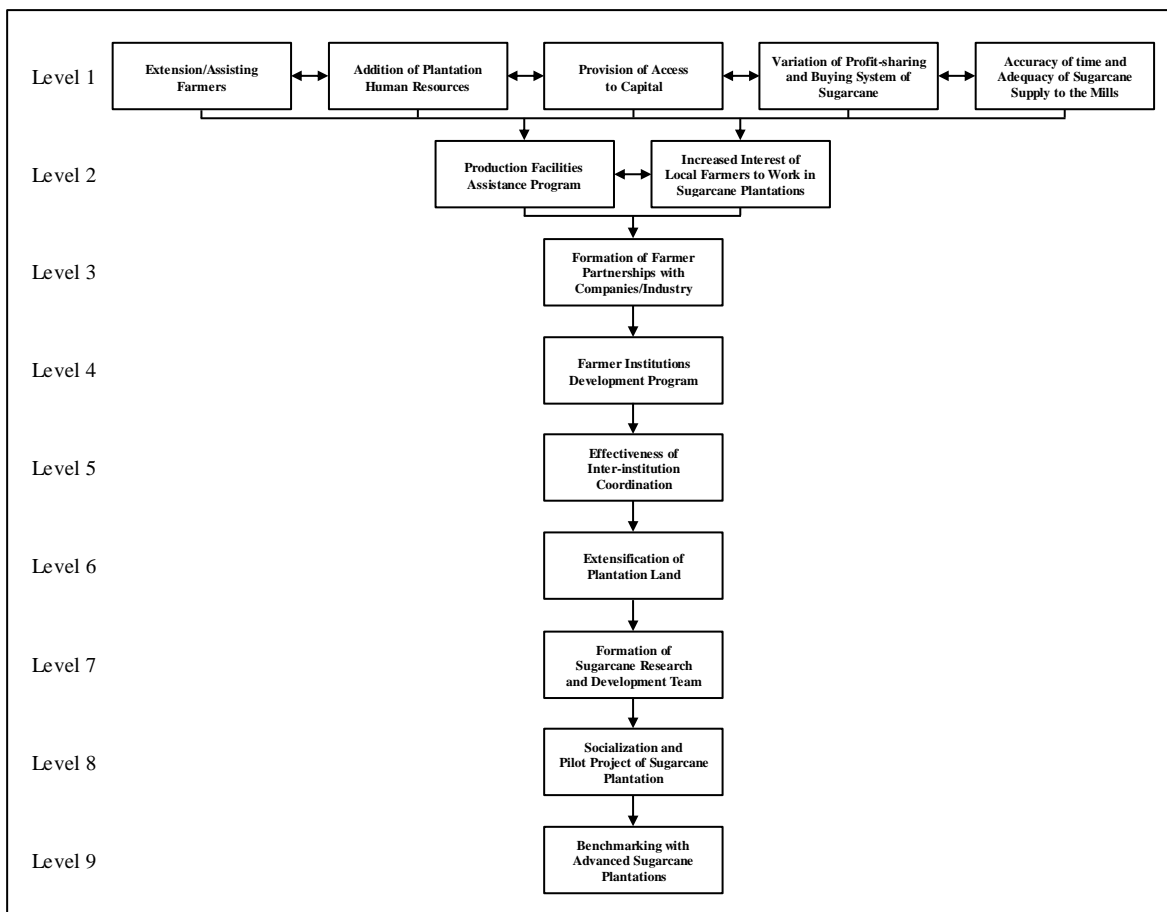 Level 1
Extension/Assisting
Farmers
Addition of Plantation
Human Resources
Provision of Access
to Capital
Variation of Profit-sharing
and Buying System of
Sugarcane
Accuracy of time and
Adequacy of Sugarcane
Supply to the Mills
Level 2
Production Facilities
Assistance Program
Increased Interest of
Local Farmers to Work in
Sugarcane Plantations
Level 3
Formation of Farmer
Partnerships with
Companies/Industry
Level 4
Farmer Institutions
Development Program
Level 5
Effectiveness of
Inter-institution
Coordination
Level 6
Extensification of
Plantation Land
Level 7
Formation of
Sugarcane Research
and Development Team
Level 8
Socialization and
Pilot Project of Sugarcane
Plantation
Level 9
Benchmarking with
Advanced Sugarcane
Plantations